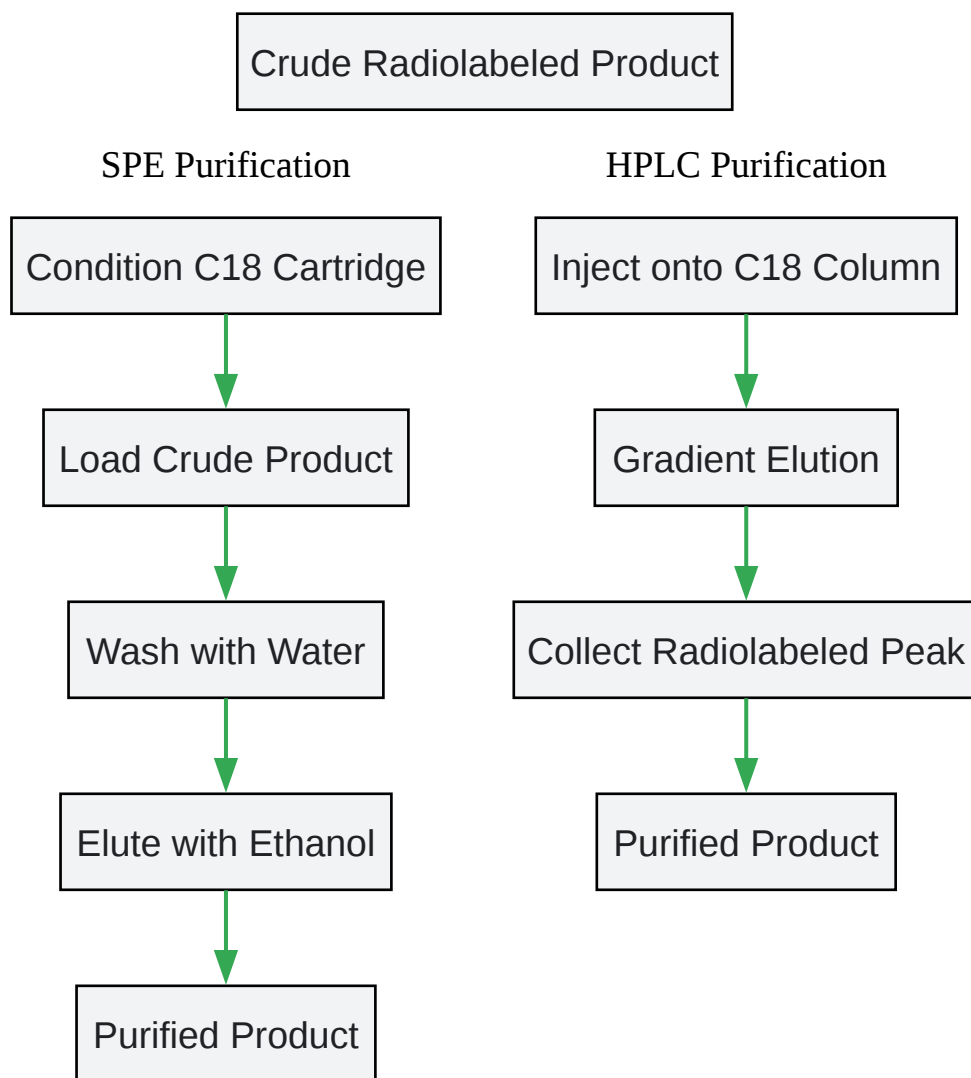 Crude Radiolabeled Product
SPE Purification
Condition C18 Cartridge
Load Crude Product
Wash with Water
Elute with Ethanol
Purified Product
HPLC Purification
Inject onto C18 Column
Gradient Elution
Collect Radiolabeled Peak
Purified Product